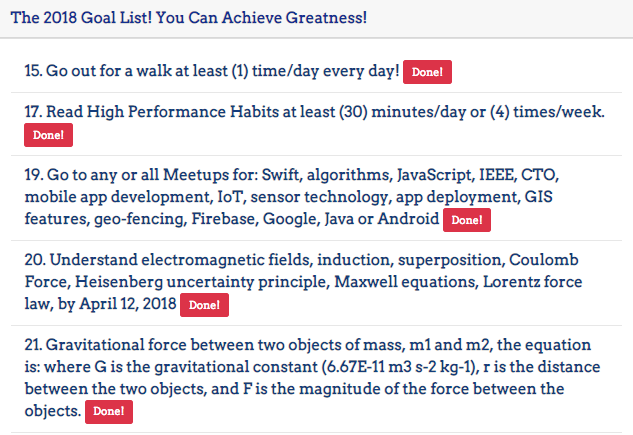 The 2018 Goal List! You Can Achieve Greatness!
15. Go out for a walk at least (1) time/day every day! Done!
17. Read High Performance Habits at least (30) minutes/day or (4) times/week.
Done!
19. Go to any or all Meetups for: Swift, algorithms, JavaScript, IEEE, CTO,
mobile app development, IoT, sensor technology, app deployment, GIS
features, geo-fencing, Firebase, Google, Java or Android Done!
20. Understand electromagnetic fields, induction, superposition, Coulomb
Force, Heisenberg uncertainty principle, Maxwell equations, Lorentz force
law, by April 12, 2018 Done!
21. Gravitational force between two objects of mass, m1 and m2, the equation
is: where G is the gravitational constant (6.67E-11 m3 s-2 kg-1), r is the distance
between the two objects, and F is the magnitude of the force between the
objects. Done!